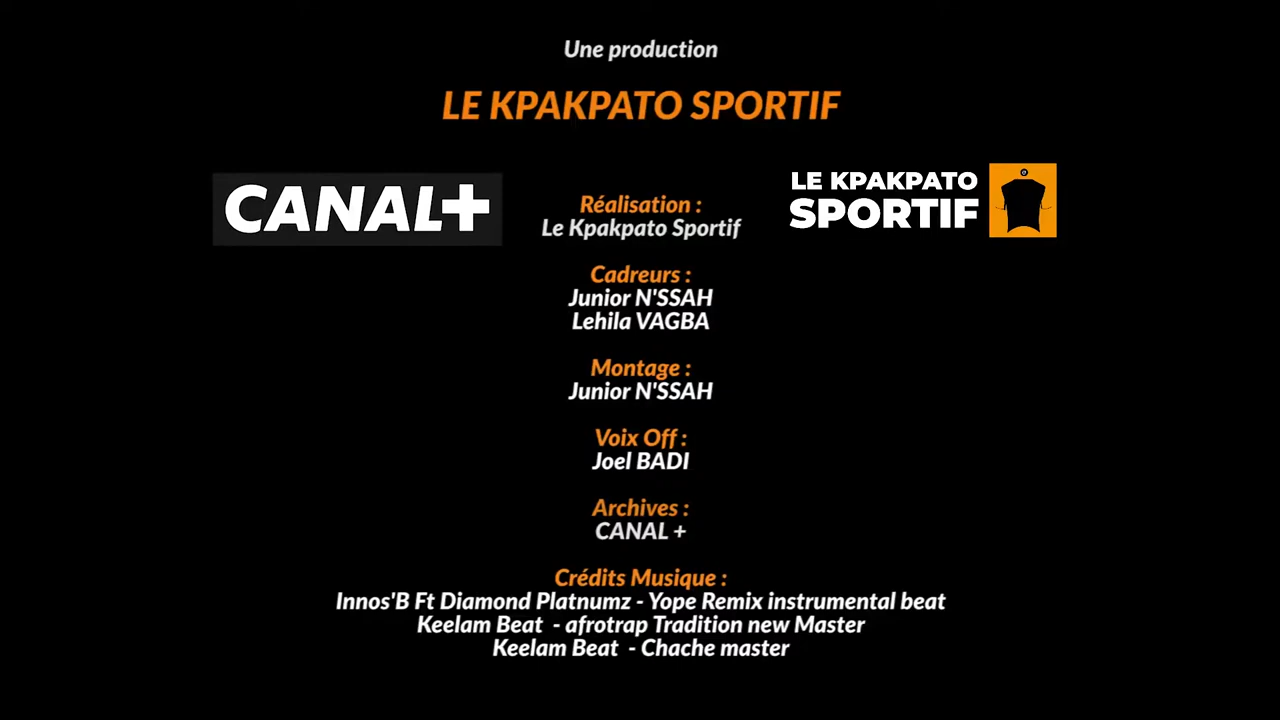 Une production
LE KPAKPATO SPORTIF
CANAL+
LE KPAKPATO
SPORTIF
Réalisation :
Le Kpakpato Sportif
Cadreurs :
Junior N'SSAH
Lehila VAGBA
Montage :
Junior N'SSAH
Voix Off :
Joel BADI
Archives :
CANAL +
Crédits Musique :
Innos'B Ft Diamond Platnumz - Yope Remix instrumental beat
Keelam Beat  - afrotrap Tradition new Master
Keelam Beat  - Chache master